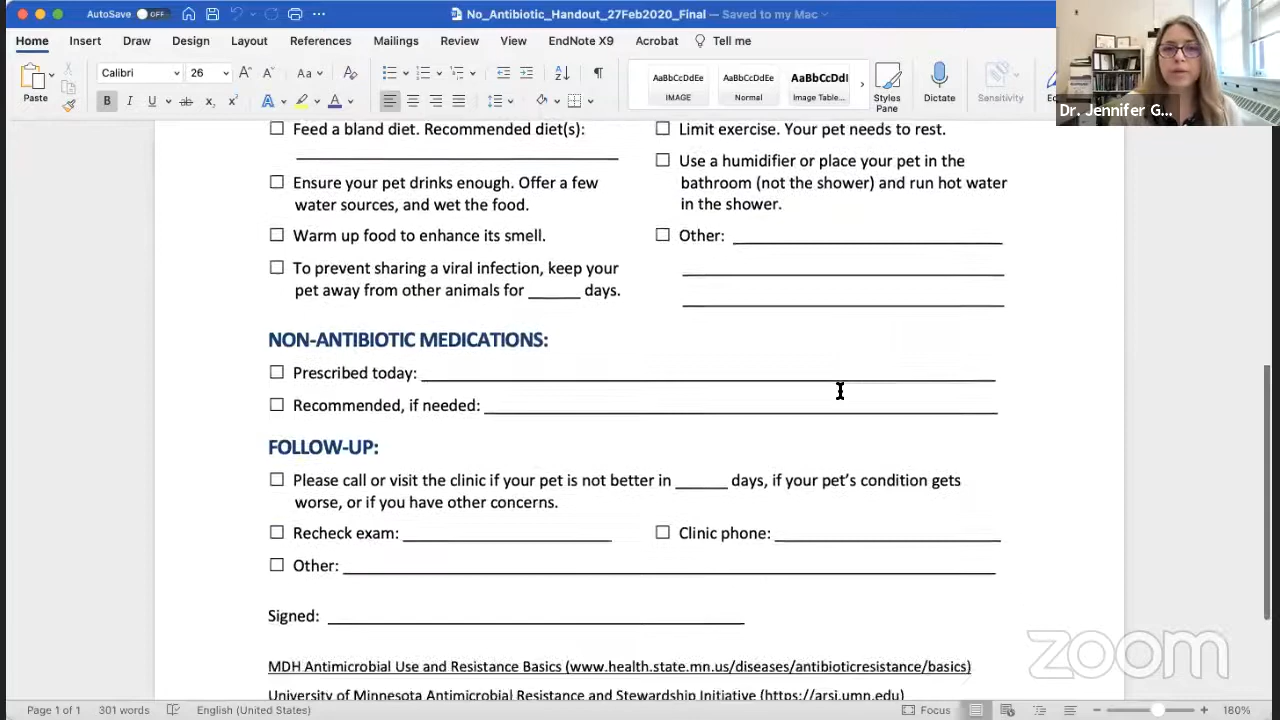 AutoSave OFF
No_Antibiotic_Handout_27Feb2020_Final — Saved to my Mac
Home Insert Draw Design Layout References Mailings Review View EndNote X9 Acrobat Tell me
Paste
Calibri 26
Aa
B I U ab x₂ x²
A A
AaBbCcDdEe AaBbCcDdEe AaBbCcDdI
IMAGE Normal Image Table...
Styles Pane
Dictate
Sensitivity
Dr. Jennifer G...
☐ Feed a bland diet. Recommended diet(s):
☐ Ensure your pet drinks enough. Offer a few
water sources, and wet the food.
☐ Warm up food to enhance its smell.
☐ To prevent sharing a viral infection, keep your
pet away from other animals for ______ days.
☐ Limit exercise. Your pet needs to rest.
☐ Use a humidifier or place your pet in the
bathroom (not the shower) and run hot water
in the shower.
☐ Other:
NON-ANTIBIOTIC MEDICATIONS:
☐ Prescribed today:
☐ Recommended, if needed:
FOLLOW-UP:
☐ Please call or visit the clinic if your pet is not better in ______ days, if your pet’s condition gets
worse, or if you have other concerns.
☐ Recheck exam: ☐ Clinic phone:
☐ Other:
Signed:
MDH Antimicrobial Use and Resistance Basics (www.health.state.mn.us/diseases/antibioticresistance/basics)
University of Minnesota Antimicrobial Resistance and Stewardship Initiative (https://arsi.umn.edu)
zoom
Page 1 of 1 301 words English (United States) Focus 180%